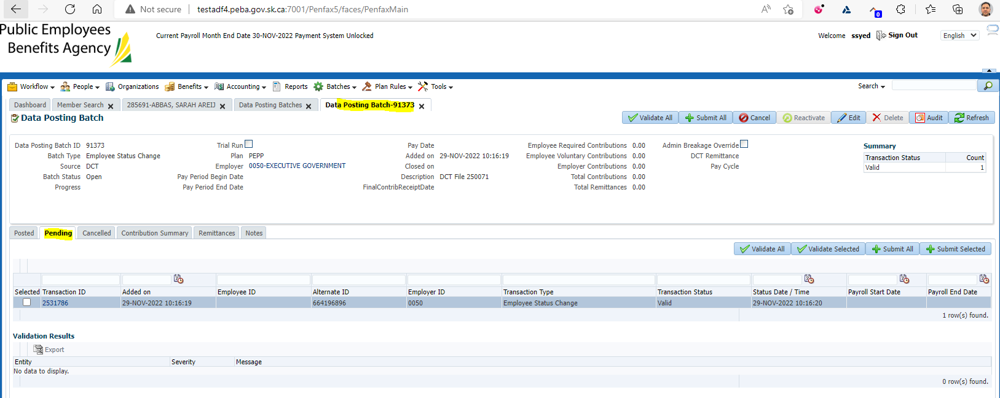 Not secure | testadf4.peba.gov.sk.ca:7001/Penfax5/faces/PenfaxMain
A
0
Public Employees
Benefits Agency
Current Payroll Month End Date 30-NOV-2022 Payment System Unlocked
Welcome ssyed Sign Out English
Workflow People Organizations Benefits Accounting Reports Batches Plan Rules Tools Search
Dashboard Member Search 285691-ABBAS, SARAH AREIJ Data Posting Batches Data Posting Batch-91373
Data Posting Batch
Validate All Submit All Cancel Reactivate Edit Delete Audit Refresh
Data Posting Batch ID 91373 Trial Run Pay Date Employee Required Contributions 0.00 Admin Breakage Override Summary
Batch Type Employee Status Change Plan PEPP Added on 29-NOV-2022 10:16:19 Employee Voluntary Contributions 0.00 DCT Remittance Transaction Status Count
Source DCT Employer 0050-EXECUTIVE GOVERNMENT Closed on Employer Contributions 0.00 Pay Cycle Valid 1
Batch Status Open Pay Period Begin Date Description DCT File 250071 Total Contributions 0.00
Progress Pay Period End Date FinalContribReceiptDate Total Remittances 0.00
Posted Pending Cancelled Contribution Summary Remittances Notes
Validate All Validate Selected Submit All Submit Selected
Selected Transaction ID Added on Employee ID Alternate ID Employer ID Transaction Type Transaction Status Status Date / Time Payroll Start Date Payroll End Date
2531786 29-NOV-2022 10:16:19 664196896 0050 Employee Status Change Valid 29-NOV-2022 10:16:20
1 row(s) found.
Validation Results
Export
Entity Severity Message
No data to display.
0 row(s) found.